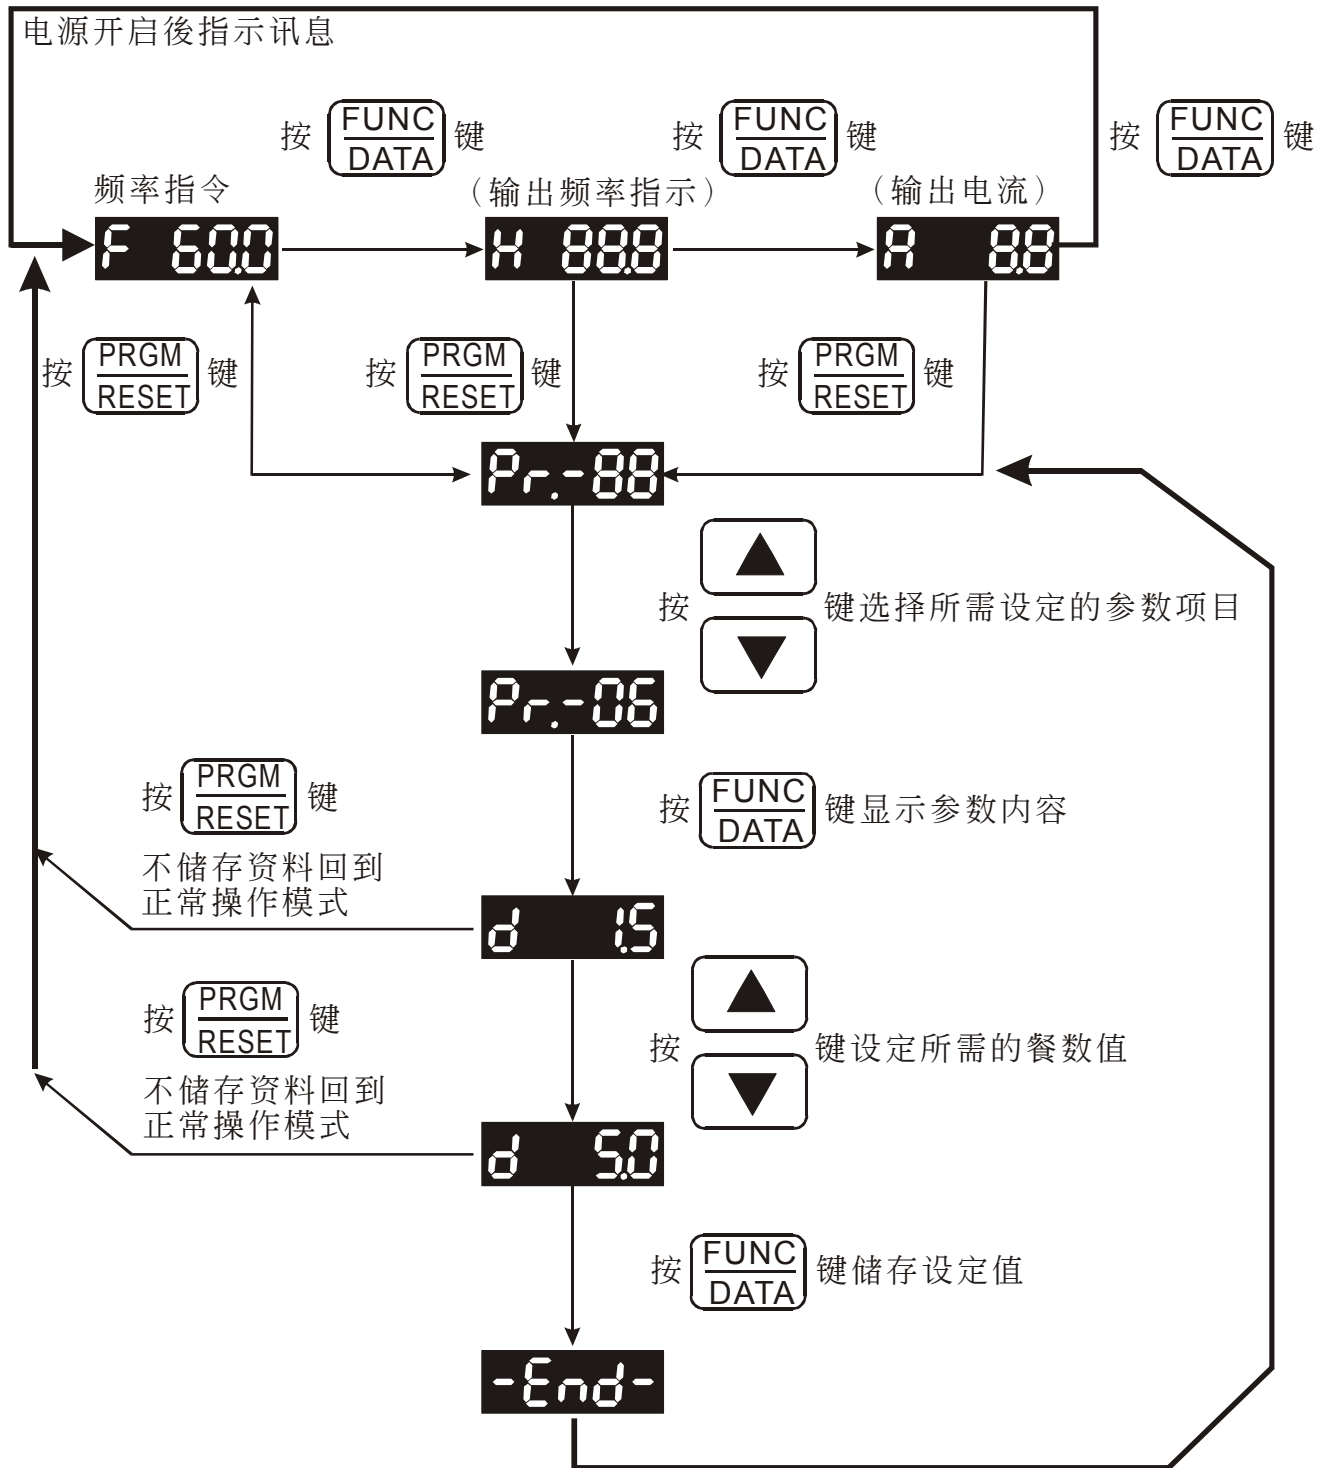 电源开启後指示讯息
按 FUNC DATA 键
按 FUNC DATA 键
按 FUNC DATA 键
频率指令
（输出频率指示）
（输出电流）
F 60.0
H 88.8
A 8.8
按 PRGM RESET 键
按 PRGM RESET 键
按 PRGM RESET 键
Pr.-88
按 ▲ ▼ 键选择所需设定的参数项目
Pr.-06
按 PRGM RESET 键
不储存资料回到
正常操作模式
按 FUNC DATA 键显示参数内容
d 1.5
按 PRGM RESET 键
不储存资料回到
正常操作模式
按 ▲ ▼ 键设定所需的餐数值
d 5.0
按 FUNC DATA 键储存设定值
-End-